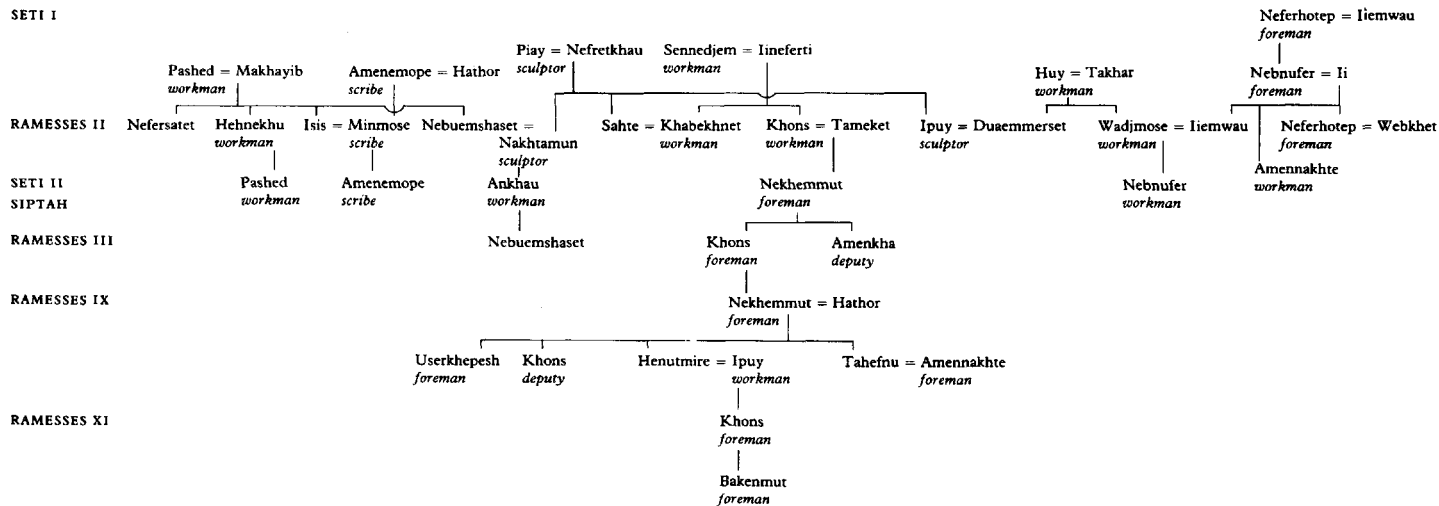 SETI I
Neferhotep = Iiemwau
foreman
Piay = Nefretkhau
sculptor
Sennedjem = Iineferti
workman
Pashed = Makhayib
workman
Amenemope = Hathor
scribe
Huy = Takhar
workman
Nebnufer = Ii
foreman
RAMESSES II
Nefersatet
Hehnekhu
workman
Isis = Minmose
scribe
Nebuemshaset =
Nakhtamun
sculptor
Sahte = Khabekhnet
workman
Khons = Tameket
workman
Ipuy = Duaemmerset
sculptor
Wadjmose = Iiemwau
workman
Neferhotep = Webkhet
foreman
Amennakhte
workman
SETI II
SIPTAH
Pashed
workman
Amenemope
scribe
Ankhau
workman
Nekhemmut
foreman
Nebnufer
workman
RAMESSES III
Nebuemshaset
Khons
foreman
Amenkha
deputy
RAMESSES IX
Nekhemmut = Hathor
foreman
Userkhepesh
foreman
Khons
deputy
Henutmire = Ipuy
workman
Tahefnu = Amennakhte
foreman
RAMESSES XI
Khons
foreman
Bakenmut
foreman